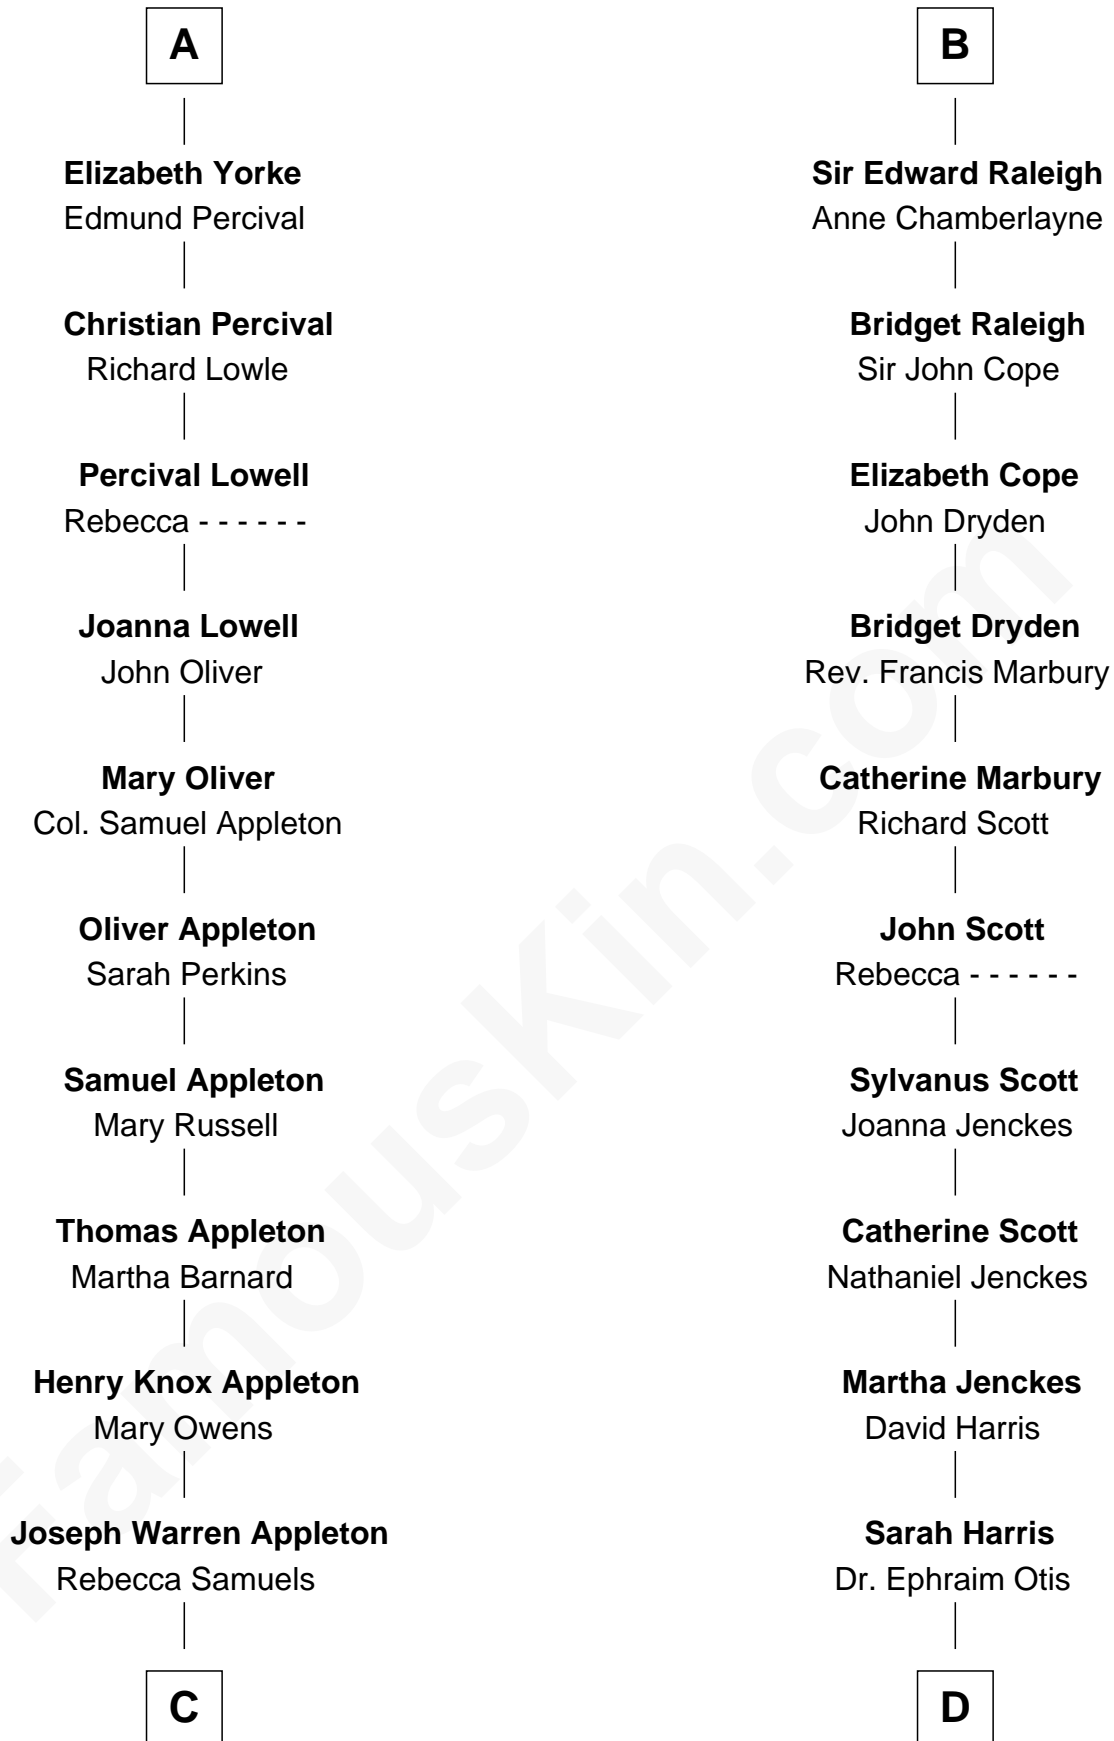 A
Elizabeth Yorke
Edmund Percival
Christian Percival
Richard Lowle
Percival Lowell
Rebecca - - - - - -
Joanna Lowell
John Oliver
Mary Oliver
Col. Samuel Appleton
Oliver Appleton
Sarah Perkins
Samuel Appleton
Mary Russell
Thomas Appleton
Martha Barnard
Henry Knox Appleton
Mary Owens
Joseph Warren Appleton
Rebecca Samuels
C
B
Sir Edward Raleigh
Anne Chamberlayne
Bridget Raleigh
Sir John Cope
Elizabeth Cope
John Dryden
Bridget Dryden
Rev. Francis Marbury
Catherine Marbury
Richard Scott
John Scott
Rebecca - - - - - -
Sylvanus Scott
Joanna Jenckes
Catherine Scott
Nathaniel Jenckes
Martha Jenckes
David Harris
Sarah Harris
Dr. Ephraim Otis
D
FamousKin.com